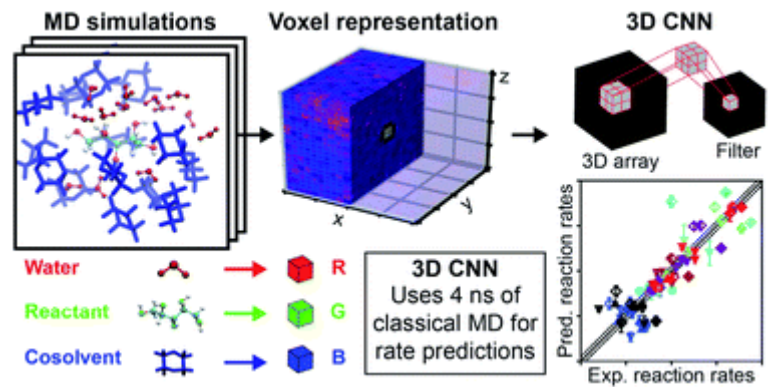 MD simulations
Voxel representation
3D CNN
z
y
x
3D array
Filter
Water
R
Reactant
G
Cosolvent
B
3D CNN
Uses 4 ns of
classical MD for
rate predictions
Pred. reaction rates
Exp. reaction rates